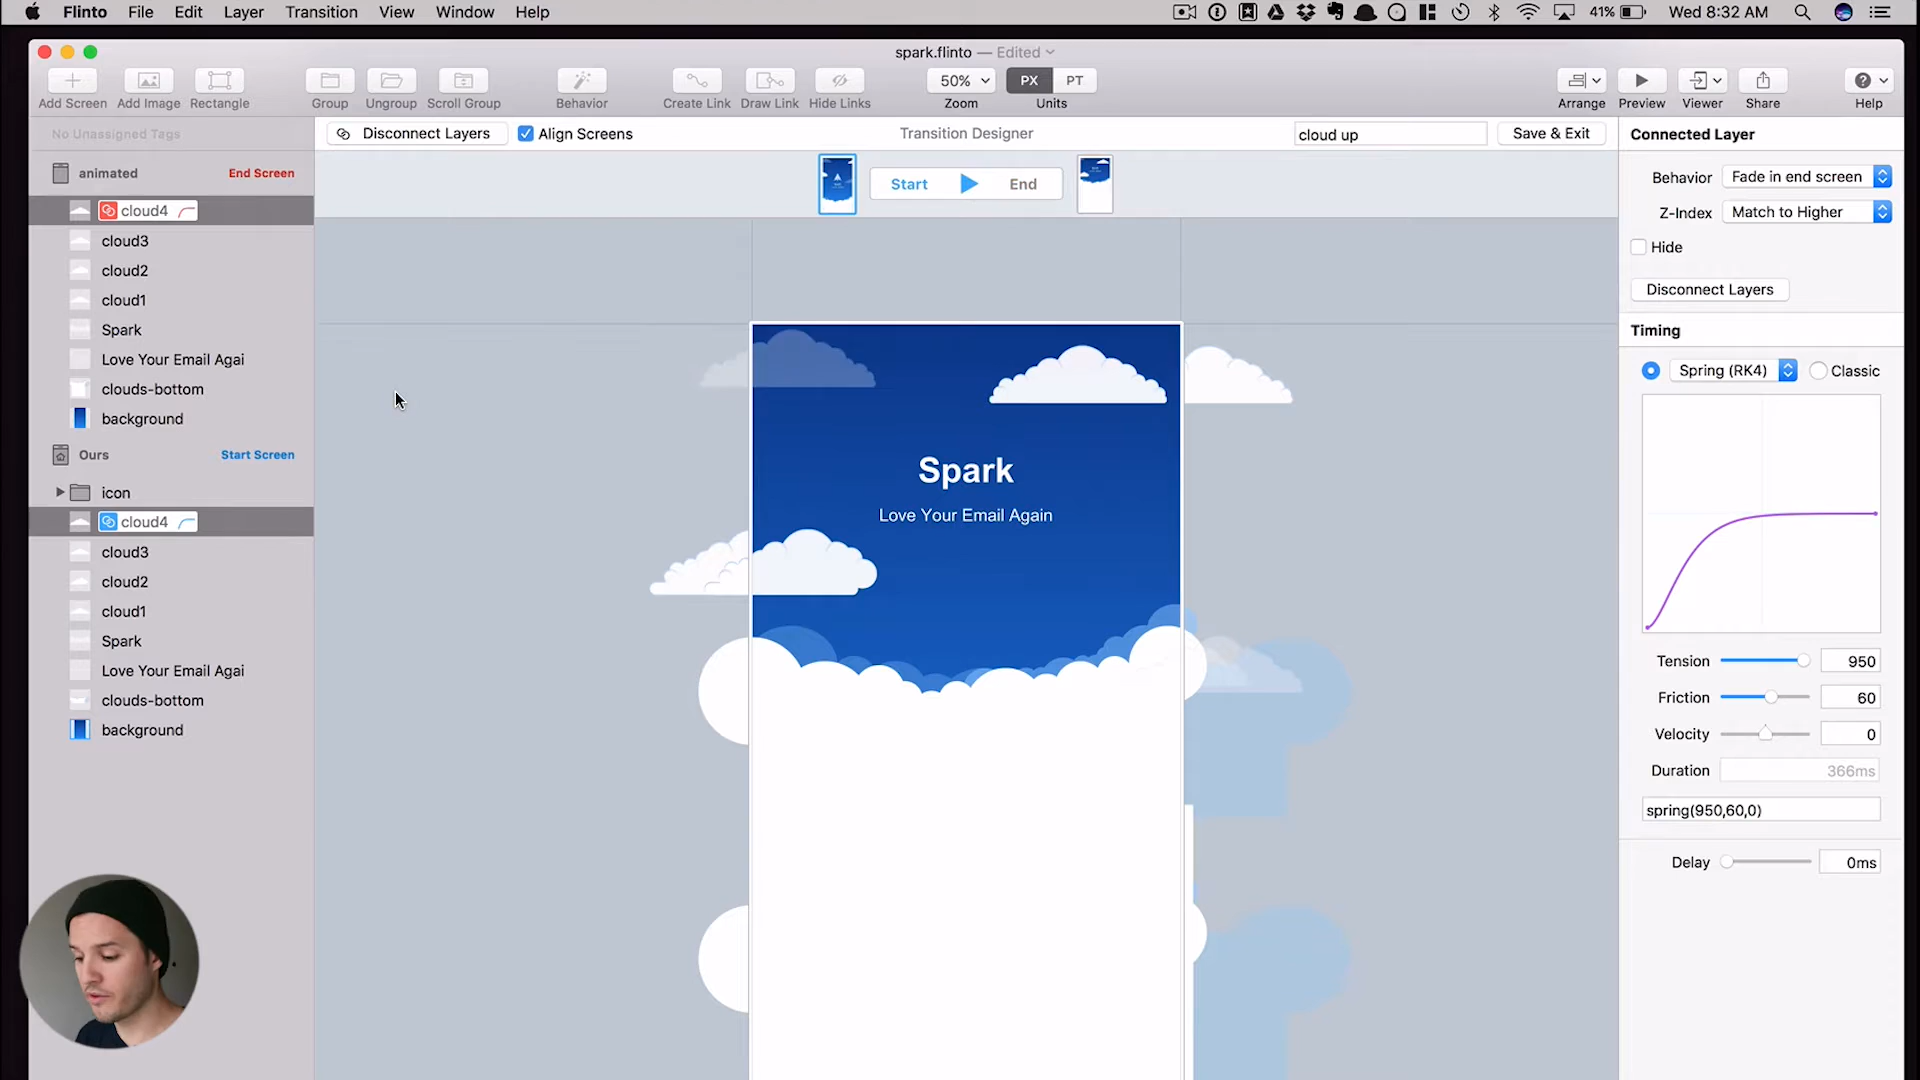 Flinto File Edit Layer Transition View Window Help
41% Wed 8:32 AM
spark.flinto — Edited
Add Screen Add Image Rectangle Group Ungroup Scroll Group Behavior Create Link Draw Link Hide Links
50% PX PT
Zoom Units
Arrange Preview Viewer Share Help
No Unassigned Tags
Disconnect Layers Align Screens Transition Designer cloud up Save & Exit
animated End Screen
cloud4
cloud3
cloud2
cloud1
Spark
Love Your Email Agai
clouds-bottom
background
Ours Start Screen
icon
cloud4
cloud3
cloud2
cloud1
Spark
Love Your Email Agai
clouds-bottom
background
Start End
Spark
Love Your Email Again
Connected Layer
Behavior Fade in end screen
Z-Index Match to Higher
Hide
Disconnect Layers
Timing
Spring (RK4) Classic
Tension 950
Friction 60
Velocity 0
Duration 366ms
spring(950,60,0)
Delay 0ms